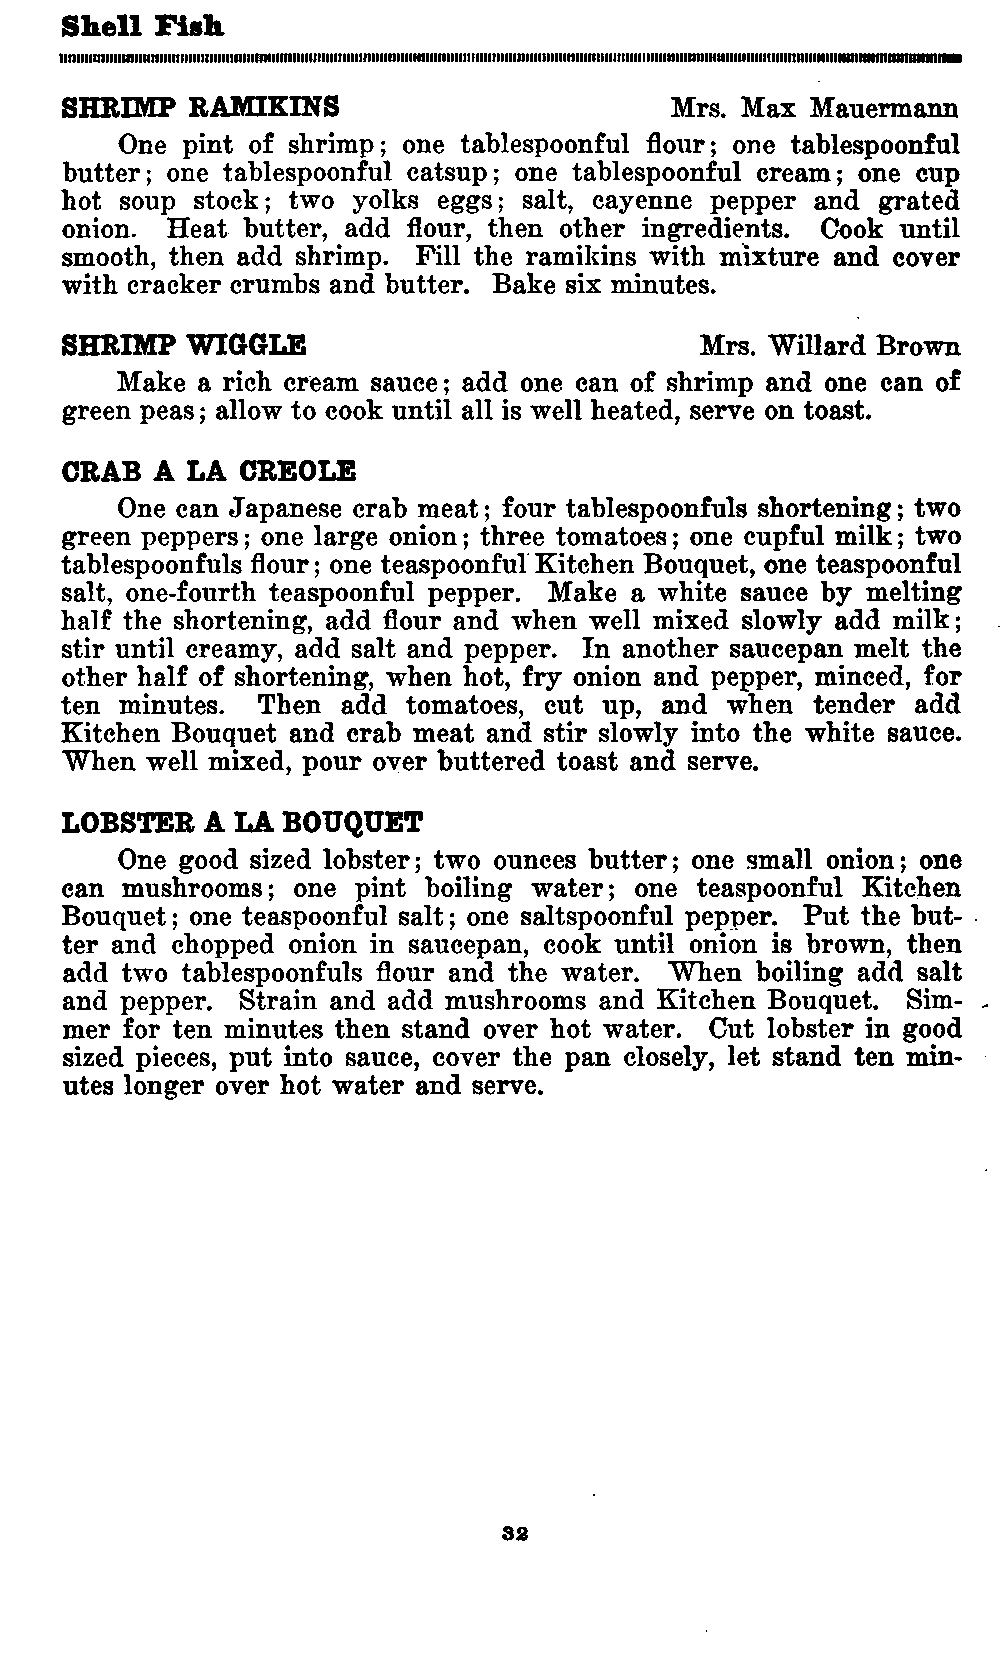 Shell Fish
SHRIMP RAMIKINS Mrs. Max Mauermann
One pint of shrimp; one tablespoonful flour; one tablespoonful
butter; one tablespoonful catsup; one tablespoonful cream; one cup
hot soup stock; two yolks eggs; salt, cayenne pepper and grated
onion. Heat butter, add flour, then other ingredients. Cook until
smooth, then add shrimp. Fill the ramikins with mixture and cover
with cracker crumbs and butter. Bake six minutes.
SHRIMP WIGGLE Mrs. Willard Brown
Make a rich cream sauce; add one can of shrimp and one can of
green peas; allow to cook until all is well heated, serve on toast.
CRAB A LA CREOLE
One can Japanese crab meat; four tablespoonfuls shortening; two
green peppers; one large onion; three tomatoes; one cupful milk; two
tablespoonfuls flour; one teaspoonful Kitchen Bouquet, one teaspoonful
salt, one-fourth teaspoonful pepper. Make a white sauce by melting
half the shortening, add flour and when well mixed slowly add milk;
stir until creamy, add salt and pepper. In another saucepan melt the
other half of shortening, when hot, fry onion and pepper, minced, for
ten minutes. Then add tomatoes, cut up, and when tender add
Kitchen Bouquet and crab meat and stir slowly into the white sauce.
When well mixed, pour over buttered toast and serve.
LOBSTER A LA BOUQUET
One good sized lobster; two ounces butter; one small onion; one
can mushrooms; one pint boiling water; one teaspoonful Kitchen
Bouquet; one teaspoonful salt; one saltspoonful pepper. Put the but-
ter and chopped onion in saucepan, cook until onion is brown, then
add two tablespoonfuls flour and the water. When boiling add salt
and pepper. Strain and add mushrooms and Kitchen Bouquet. Sim-
mer for ten minutes then stand over hot water. Cut lobster in good
sized pieces, put into sauce, cover the pan closely, let stand ten min-
utes longer over hot water and serve.
32